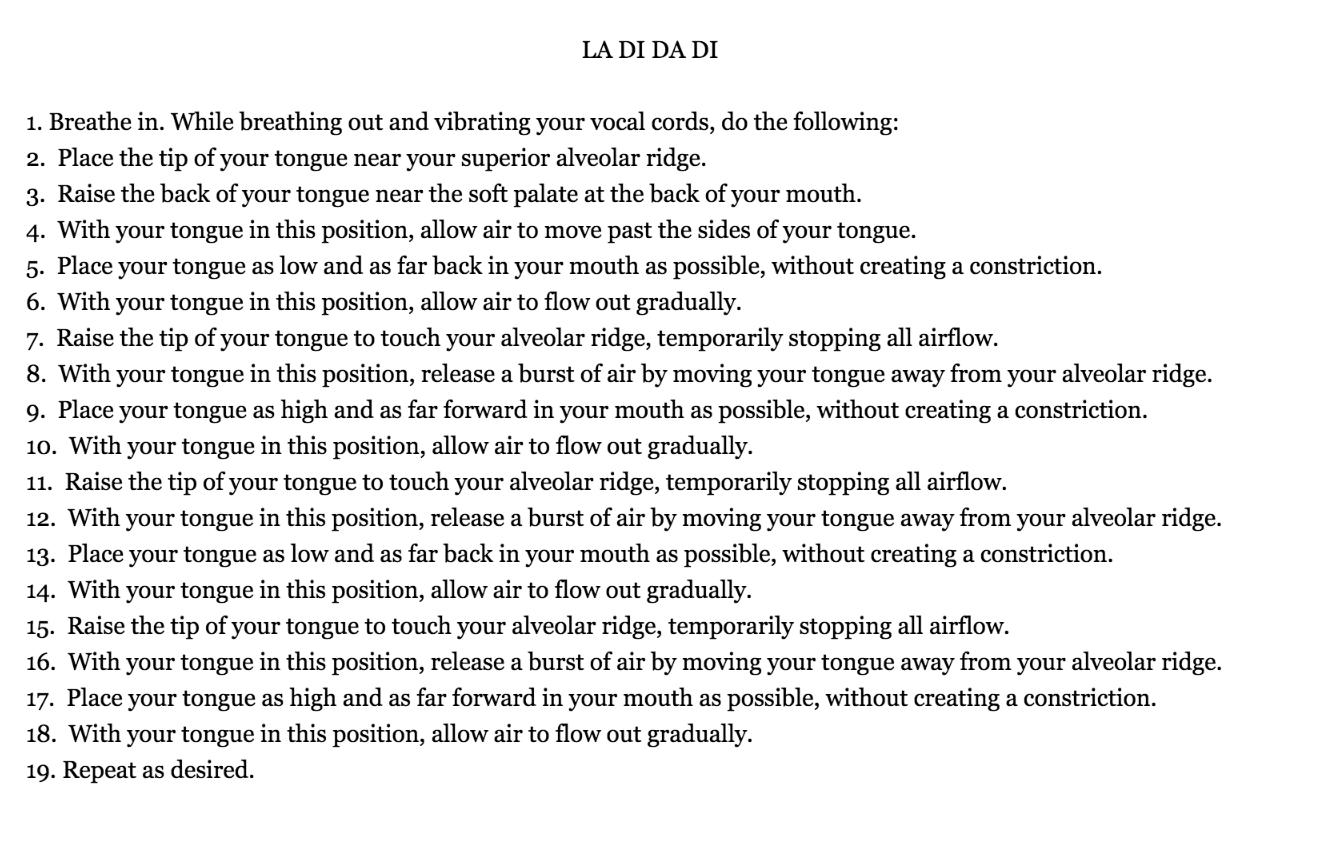 LA DI DA DI
1. Breathe in. While breathing out and vibrating your vocal cords, do the following:
2. Place the tip of your tongue near your superior alveolar ridge.
3. Raise the back of your tongue near the soft palate at the back of your mouth.
4. With your tongue in this position, allow air to move past the sides of your tongue.
5. Place your tongue as low and as far back in your mouth as possible, without creating a constriction.
6. With your tongue in this position, allow air to flow out gradually.
7. Raise the tip of your tongue to touch your alveolar ridge, temporarily stopping all airflow.
8. With your tongue in this position, release a burst of air by moving your tongue away from your alveolar ridge.
9. Place your tongue as high and as far forward in your mouth as possible, without creating a constriction.
10. With your tongue in this position, allow air to flow out gradually.
11. Raise the tip of your tongue to touch your alveolar ridge, temporarily stopping all airflow.
12. With your tongue in this position, release a burst of air by moving your tongue away from your alveolar ridge.
13. Place your tongue as low and as far back in your mouth as possible, without creating a constriction.
14. With your tongue in this position, allow air to flow out gradually.
15. Raise the tip of your tongue to touch your alveolar ridge, temporarily stopping all airflow.
16. With your tongue in this position, release a burst of air by moving your tongue away from your alveolar ridge.
17. Place your tongue as high and as far forward in your mouth as possible, without creating a constriction.
18. With your tongue in this position, allow air to flow out gradually.
19. Repeat as desired.